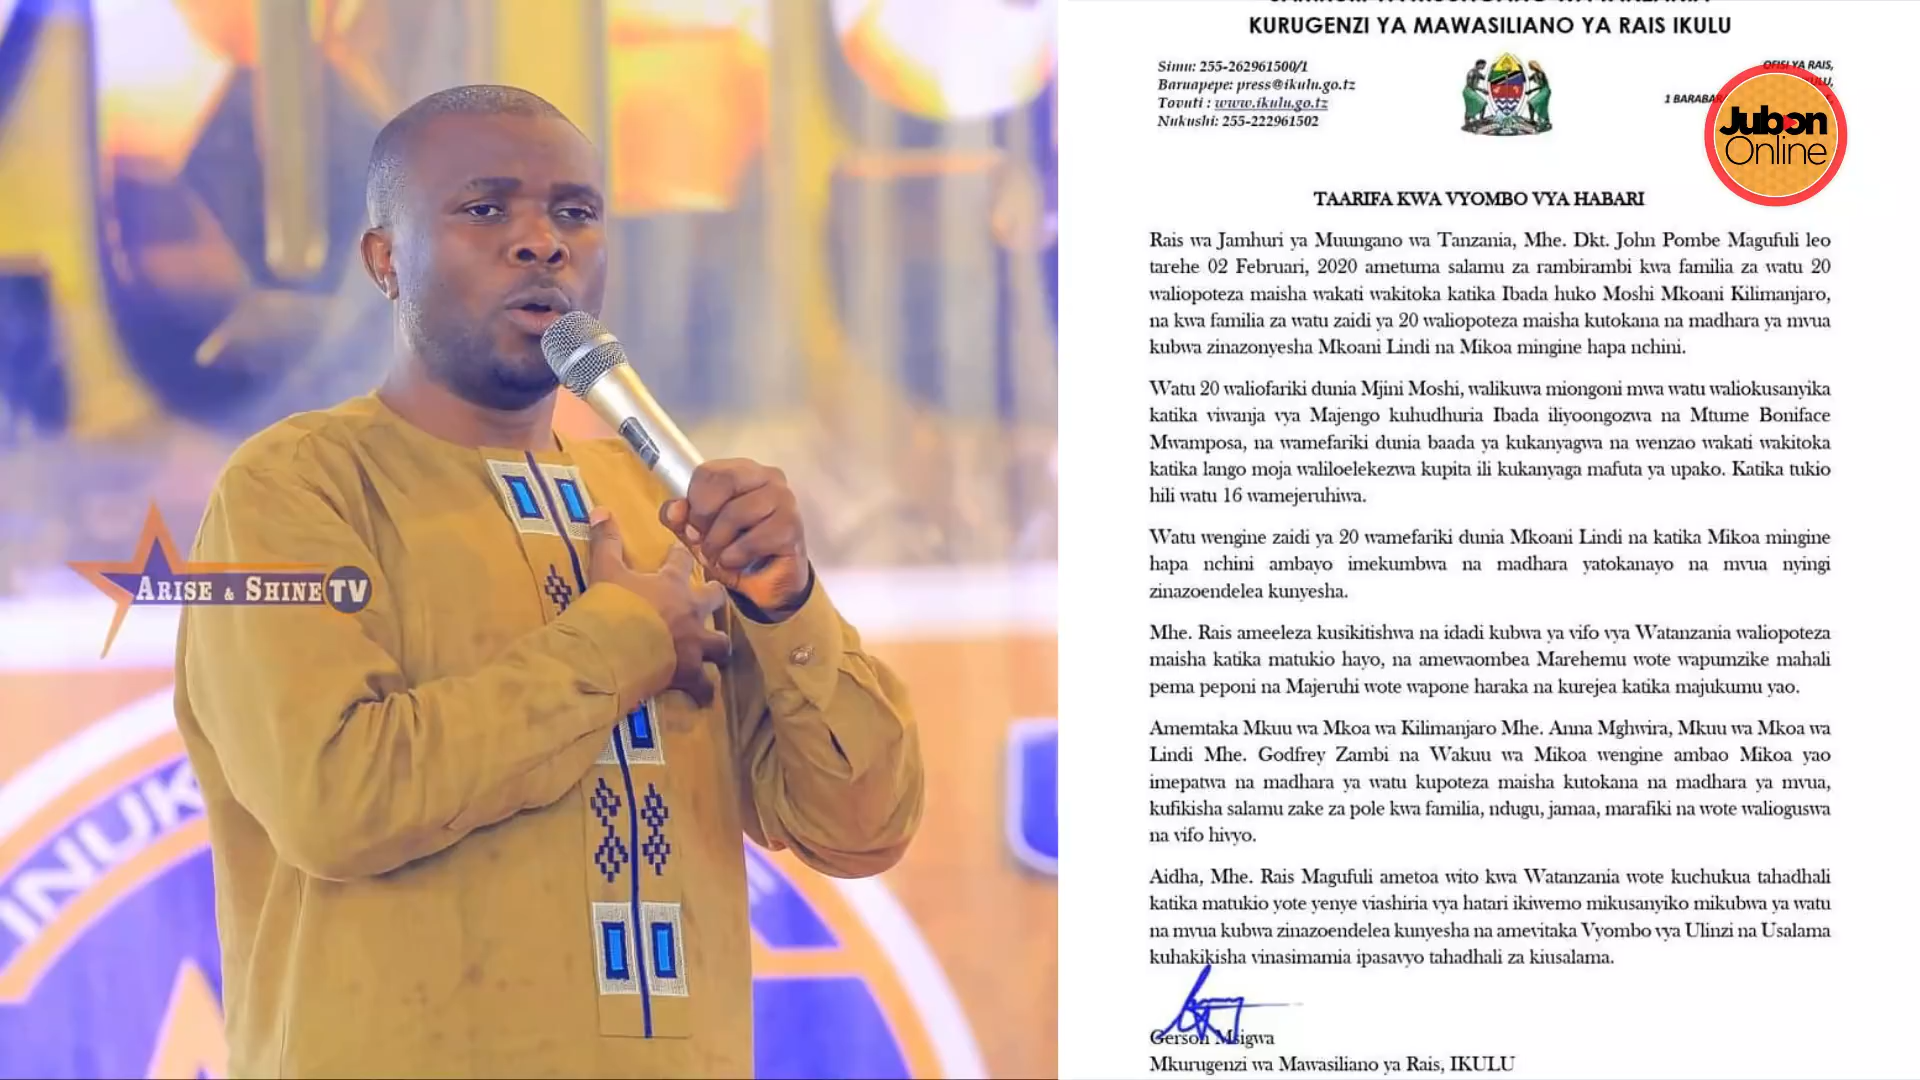 ARISE & SHINE TV
INUK
JAMHURI YA MUUNGANO WA TANZANIA
KURUGENZI YA MAWASILIANO YA RAIS IKULU
Simu: 255-262961500/1
Baruapepe: press@ikulu.go.tz
Tovuti : www.ikulu.go.tz
Nukushi: 255-222961502
OFISI YA RAIS,
1 BARABAR
Jubon
Online
TAARIFA KWA VYOMBO VYA HABARI
Rais wa Jamhuri ya Muungano wa Tanzania, Mhe. Dkt. John Pombe Magufuli leo
tarehe 02 Februari, 2020 ametuma salamu za rambirambi kwa familia za watu 20
waliopoteza maisha wakati wakitoka katika Ibada huko Moshi Mkoani Kilimanjaro,
na kwa familia za watu zaidi ya 20 waliopoteza maisha kutokana na madhara ya mvua
kubwa zinazonyesha Mkoani Lindi na Mikoa mingine hapa nchini.
Watu 20 waliofariki dunia Mjini Moshi, walikuwa miongoni mwa watu waliokusanyika
katika viwanja vya Majengo kuhudhuria Ibada iliyoongozwa na Mtume Boniface
Mwamposa, na wamefariki dunia baada ya kukanyagwa na wenzao wakati wakitoka
katika lango moja waliloelekezwa kupita ili kukanyaga mafuta ya upako. Katika tukio
hili watu 16 wamejeruhiwa.
Watu wengine zaidi ya 20 wamefariki dunia Mkoani Lindi na katika Mikoa mingine
hapa nchini ambayo imekumbwa na madhara yatokanayo na mvua nyingi
zinazoendelea kunyesha.
Mhe. Rais ameeleza kusikitishwa na idadi kubwa ya vifo vya Watanzania waliopoteza
maisha katika matukio hayo, na amewaombea Marehemu wote wapumzike mahali
pema peponi na Majeruhi wote wapone haraka na kurejea katika majukumu yao.
Amemtaka Mkuu wa Mkoa wa Kilimanjaro Mhe. Anna Mghwira, Mkuu wa Mkoa wa
Lindi Mhe. Godfrey Zambi na Wakuu wa Mikoa wengine ambao Mikoa yao
imepatwa na madhara ya watu kupoteza maisha kutokana na madhara ya mvua,
kufikisha salamu zake za pole kwa familia, ndugu, jamaa, marafiki na wote walioguswa
na vifo hivyo.
Aidha, Mhe. Rais Magufuli ametoa wito kwa Watanzania wote kuchukua tahadhali
katika matukio yote yenye viashiria vya hatari ikiwemo mikusanyiko mikubwa ya watu
na mvua kubwa zinazoendelea kunyesha na amevitaka Vyombo vya Ulinzi na Usalama
kuhakikisha vinasimamia ipasavyo tahadhali za kiusalama.
Gerson Msigwa
Mkurugenzi wa Mawasiliano ya Rais, IKULU